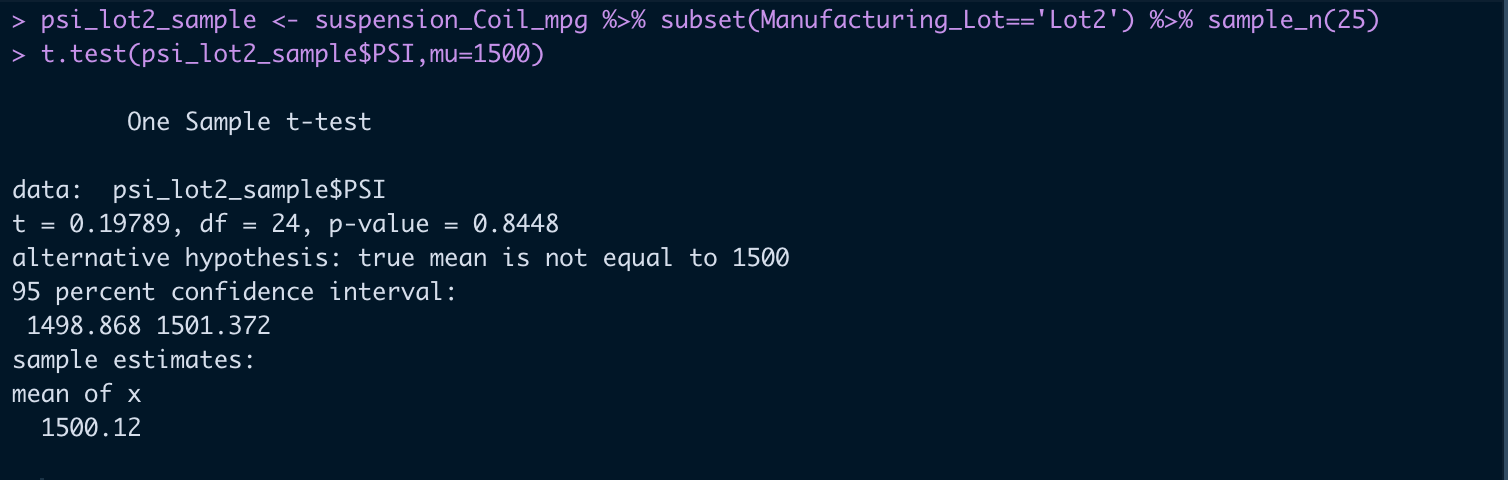 > psi_lot2_sample <- suspension_Coil_mpg %>% subset(Manufacturing_Lot=='Lot2') %>% sample_n(25)
> t.test(psi_lot2_sample$PSI,mu=1500)
One Sample t-test
data:  psi_lot2_sample$PSI
t = 0.19789, df = 24, p-value = 0.8448
alternative hypothesis: true mean is not equal to 1500
95 percent confidence interval:
1498.868 1501.372
sample estimates:
mean of x
1500.12